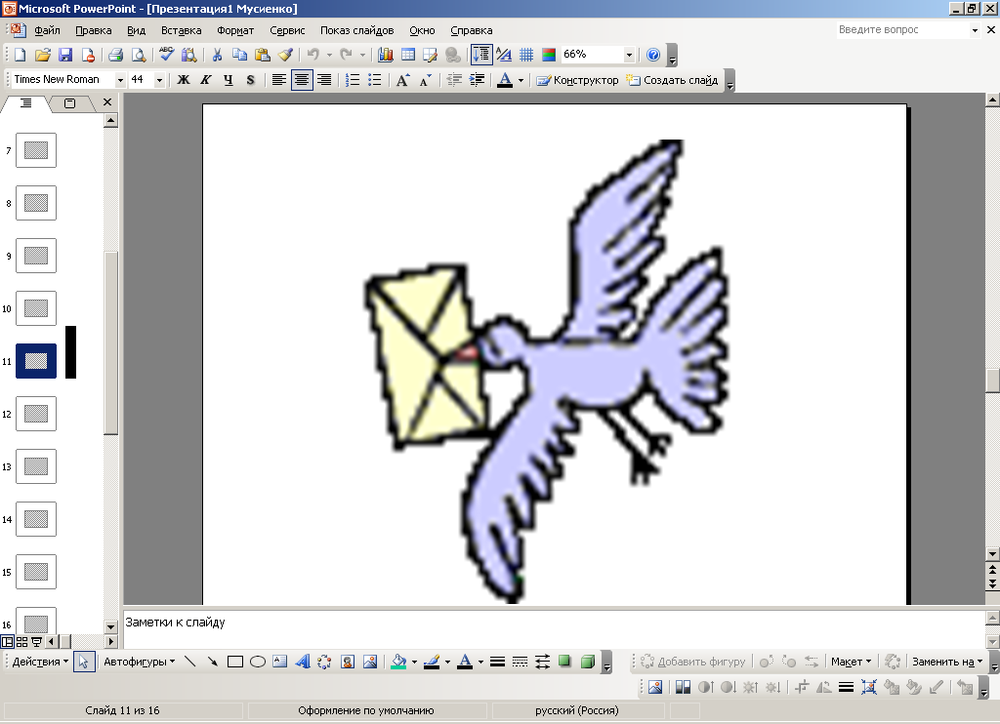 Microsoft PowerPoint - [Презентация1 Мусиенко]
Файл Правка Вид Вставка Формат Сервис Показ слайдов Окно Справка Введите вопрос
66%
Times New Roman 44 Ж К Ч S Конструктор Создать слайд
7
8
9
10
11
12
13
14
15
16
Заметки к слайду
Действия Автофигуры Добавить фигуру Макет Заменить на
Слайд 11 из 16 Оформление по умолчанию русский (Россия)